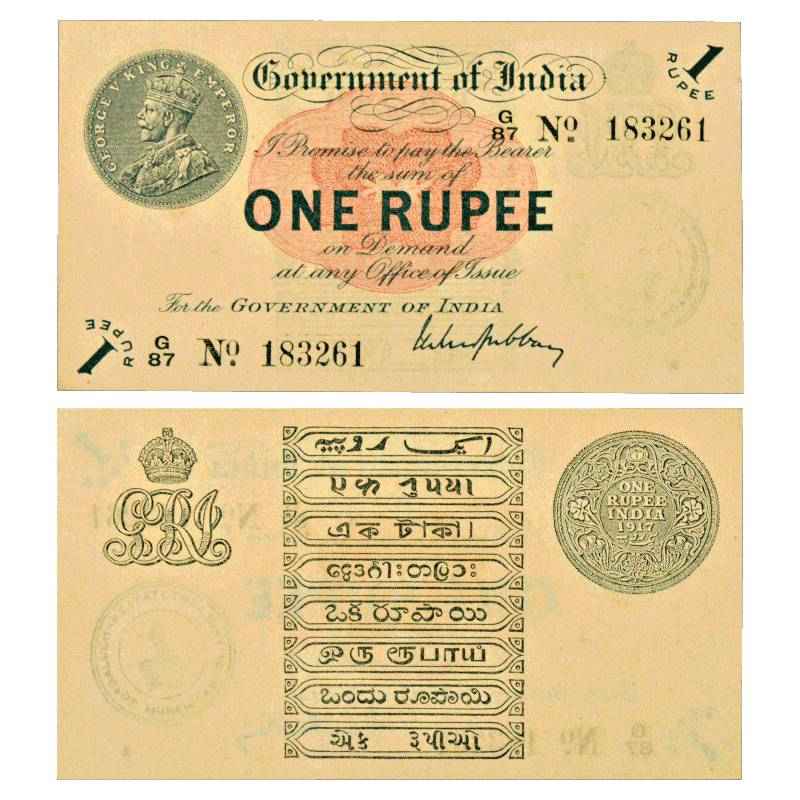 GEORGE V KING & EMPEROR
Government of India
1 RUPEE
G/87 No. 183261
I Promise to pay the Bearer
the sum of
ONE RUPEE
on Demand
at any Office of Issue
For the GOVERNMENT OF INDIA
1 RUPEE
G/87 No. 183261
GRI
ایک روپیہ
एक रुपया
এক টাকা।
ఒక రూపాయి
ஒரு ரூபாய்
ಒಂದು ರೂಪಾಯಿ
એક રૂપીઓ
ONE
RUPEE
INDIA
1917